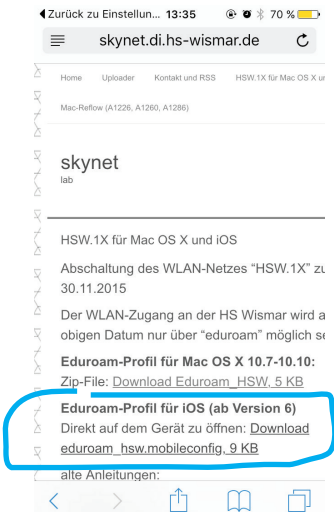 Zurück zu Einstellun... 13:35 70 %
skynet.di.hs-wismar.de
Home Uploader Kontakt und RSS HSW.1X für Mac OS X
Mac-Reflow (A1226, A1260, A1286)
skynet
lab
HSW.1X für Mac OS X und iOS
Abschaltung des WLAN-Netzes “HSW.1X” zu
30.11.2015
Der WLAN-Zugang an der HS Wismar wird a
obigen Datum nur über “eduroam” möglich se
Eduroam-Profil für Mac OS X 10.7-10.10:
Zip-File: Download Eduroam_HSW, 5 KB
Eduroam-Profil für iOS (ab Version 6)
Direkt auf dem Gerät zu öffnen: Download
eduroam_hsw.mobileconfig, 9 KB
alte Anleitungen: